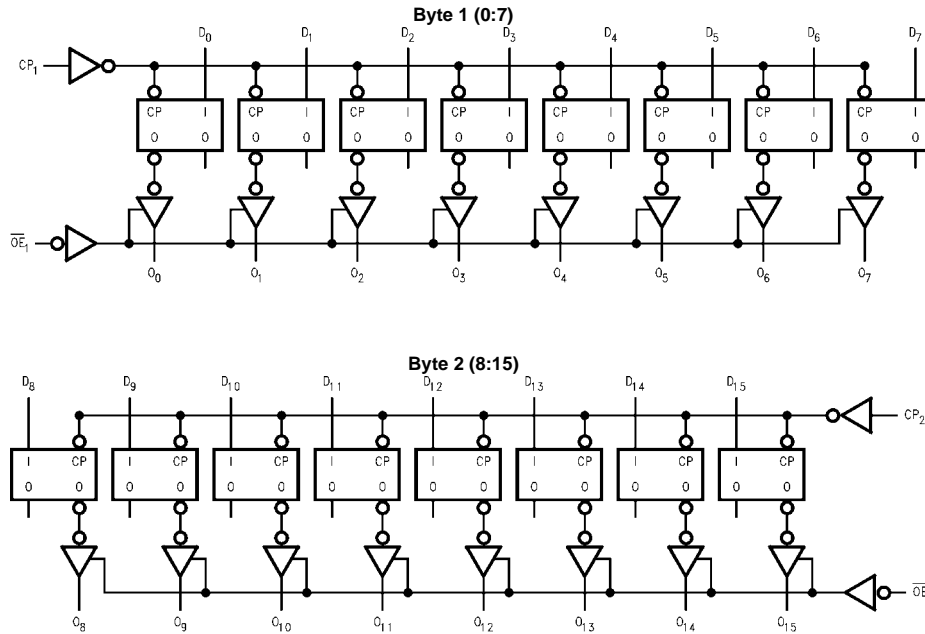 Byte 1 (0:7)
D0 D1 D2 D3 D4 D5 D6 D7
CP1
CP I CP I CP I CP I CP I CP I CP I CP I
O O O O O O O O O O O O O O O O
OE1
O0 O1 O2 O3 O4 O5 O6 O7
Byte 2 (8:15)
D8 D9 D10 D11 D12 D13 D14 D15
CP2
I CP I CP I CP I CP I CP I CP I CP I CP
O O O O O O O O O O O O O O O O
OE
O8 O9 O10 O11 O12 O13 O14 O15